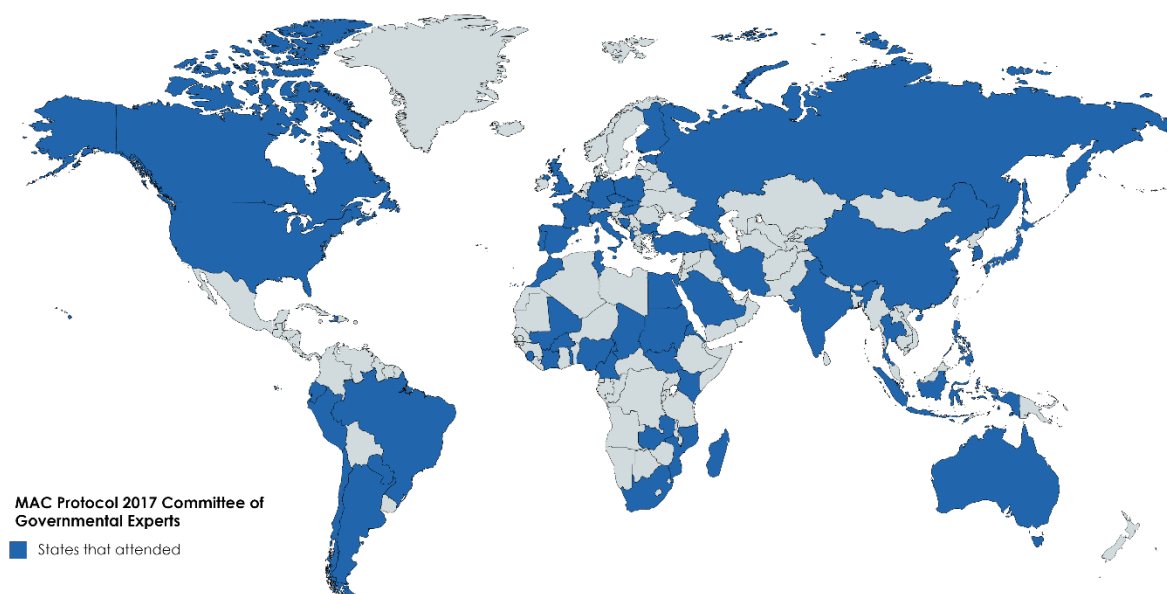 MAC Protocol 2017 Committee of
Governmental Experts
States that attended